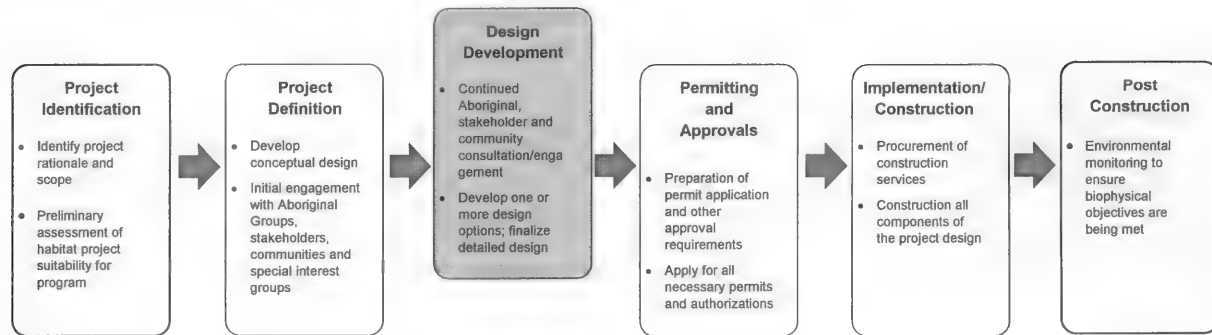 Project
Identification
• Identify project
rationale and
scope
• Preliminary
assessment of
habitat project
suitability for
program
Project
Definition
• Develop
conceptual design
• Initial engagement
with Aboriginal
Groups,
stakeholders,
communities and
special interest
groups
Design
Development
• Continued
Aboriginal,
stakeholder and
community
consultation/enga
gement
• Develop one or
more design
options; finalize
detailed design
Permitting
and
Approvals
• Preparation of
permit application
and other
approval
requirements
• Apply for all
necessary permits
and authorizations
Implementation/
Construction
• Procurement of
construction
services
• Construction all
components of
the project design
Post
Construction
• Environmental
monitoring to
ensure
biophysical
objectives are
being met